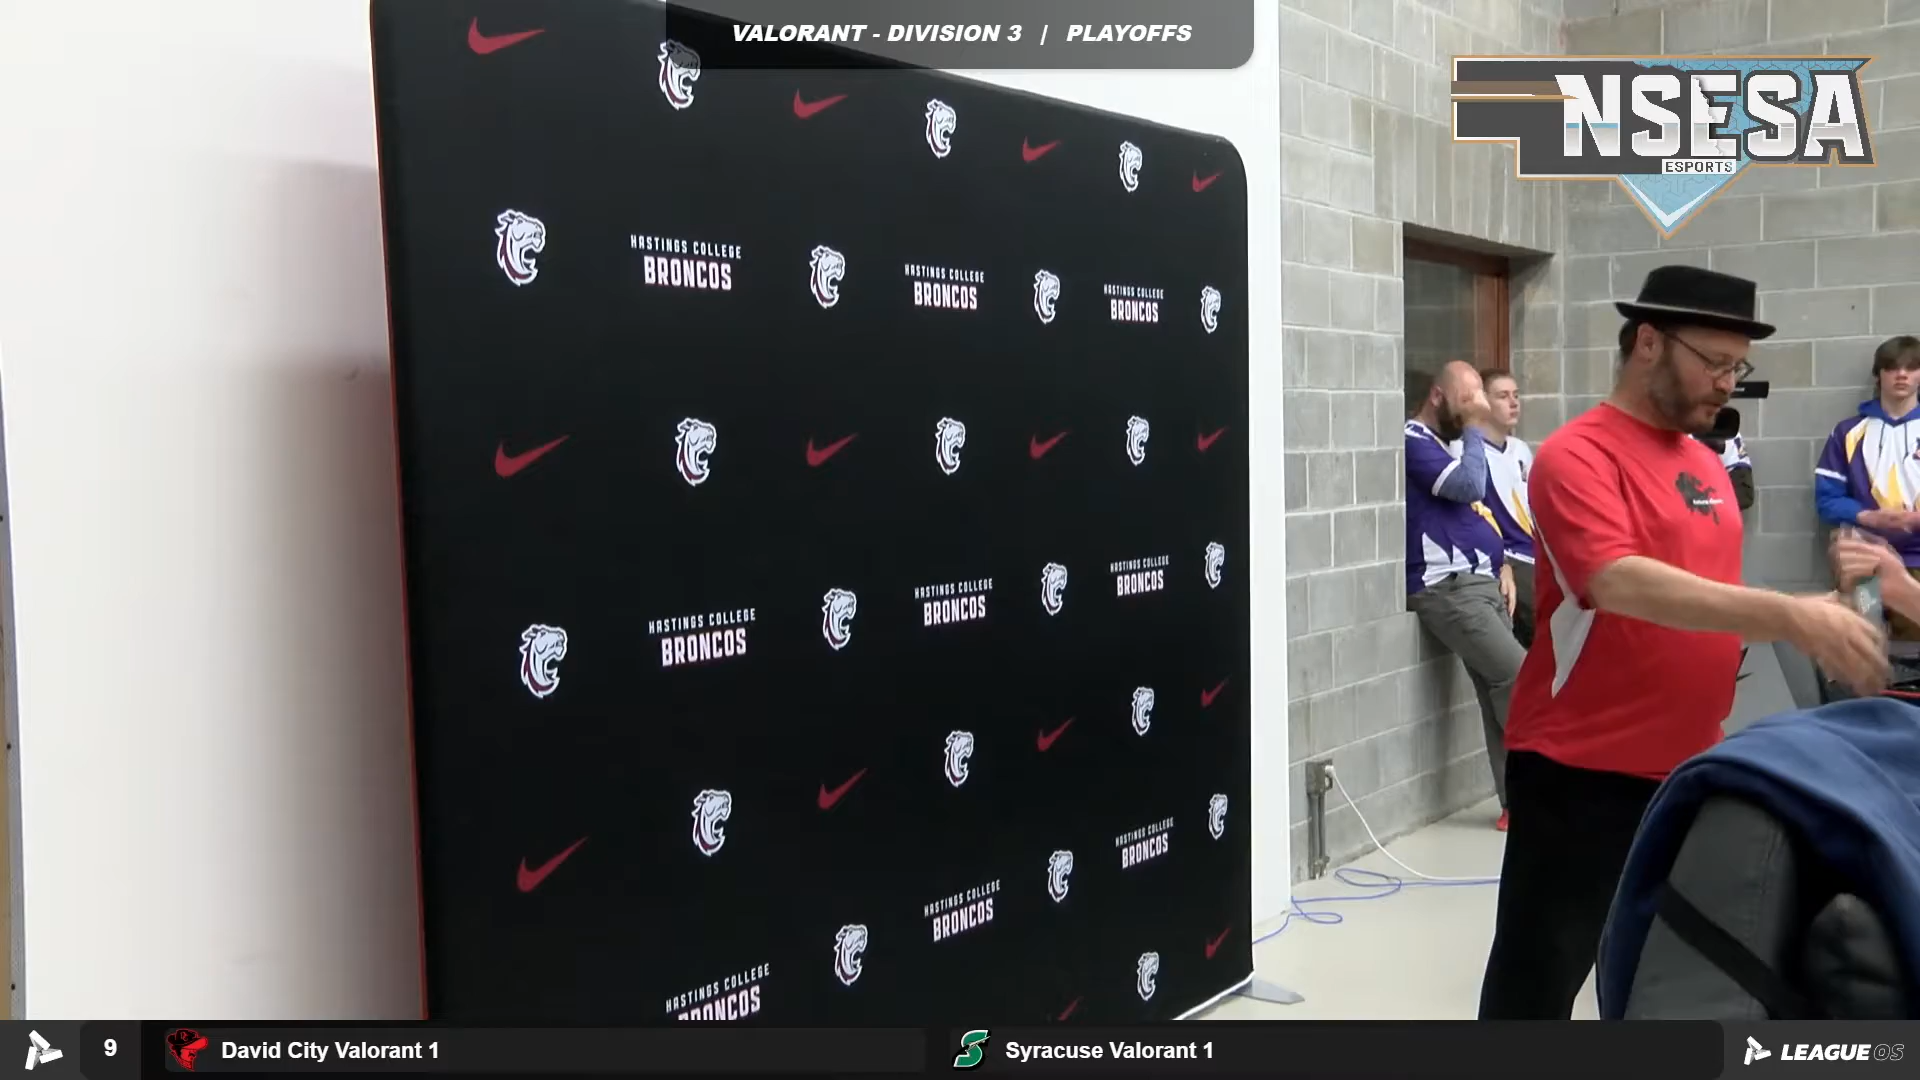 VALORANT - DIVISION 3 | PLAYOFFS
NSESA
ESPORTS
HASTINGS COLLEGE
BRONCOS
HASTINGS COLLEGE
BRONCOS
HASTINGS COLLEGE
BRONCOS
HASTINGS COLLEGE
BRONCOS
HASTINGS COLLEGE
BRONCOS
HASTINGS COLLEGE
BRONCOS
HASTINGS COLLEGE
BRONCOS
HASTINGS COLLEGE
BRONCOS
HASTINGS COLLEGE
BRONCOS
9 David City Valorant 1 Syracuse Valorant 1 LEAGUEOS